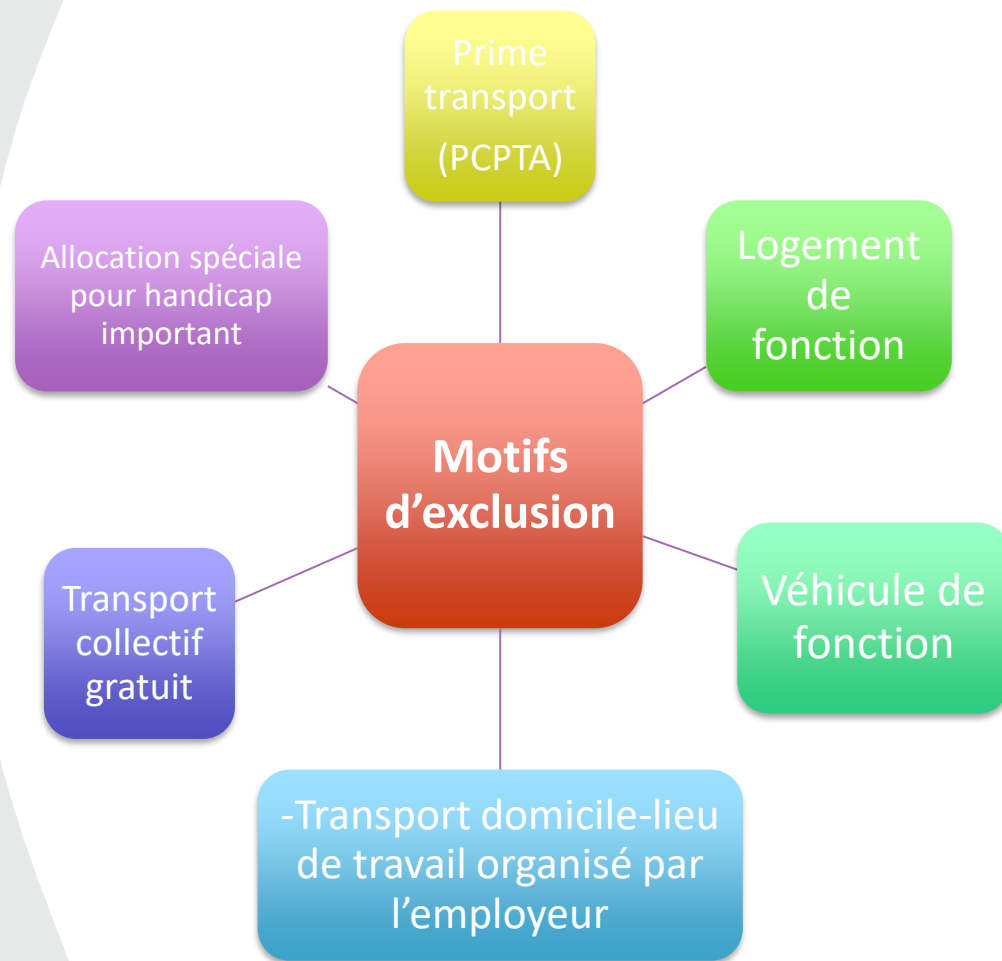 Prime
transport
(PCPTA)
Logement
de
fonction
Allocation spéciale
pour handicap
important
Motifs
d’exclusion
Véhicule de
fonction
Transport
collectif
gratuit
-Transport domicile-lieu
de travail organisé par
l’employeur